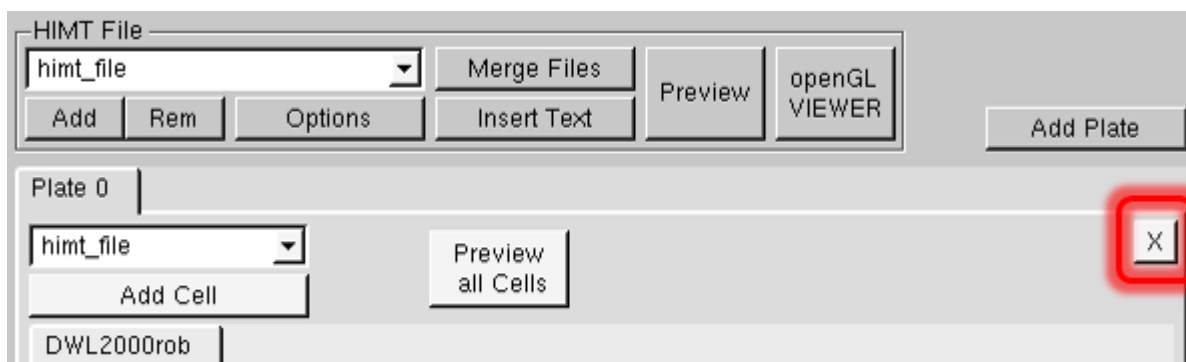 HIMT File
himt_file
Merge Files
Preview
openGL
VIEWER
Add
Rem
Options
Insert Text
Add Plate
Plate 0
himt_file
Preview
all Cells
X
Add Cell
DWL2000rob